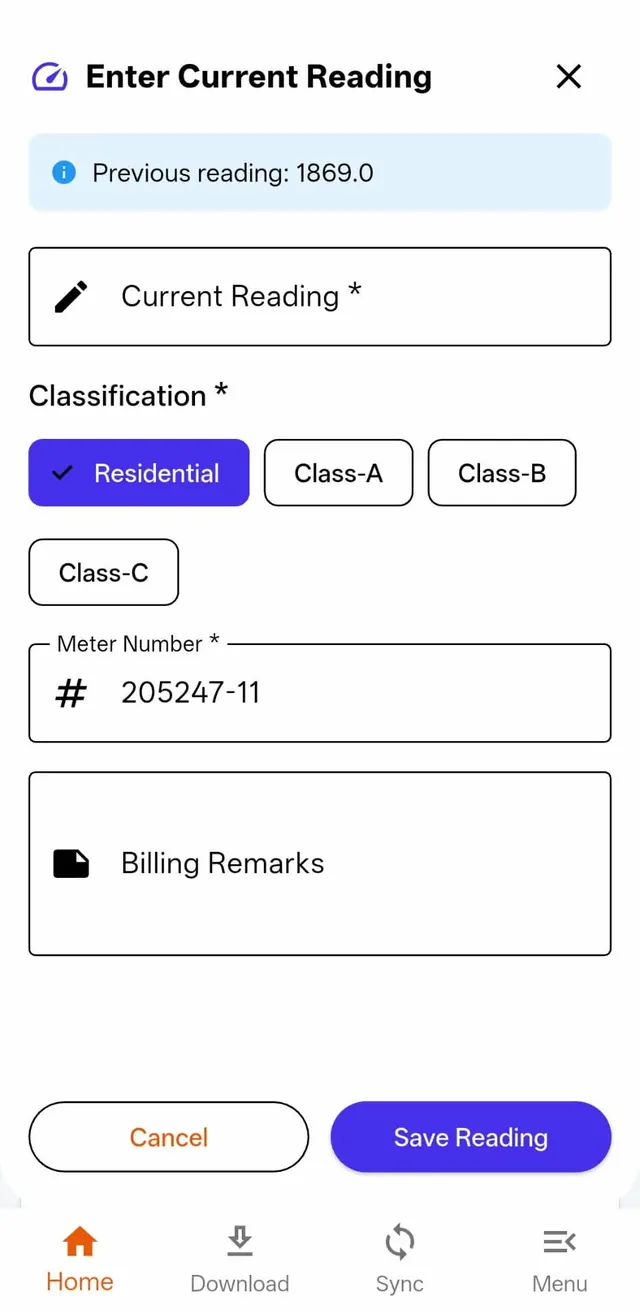 Enter Current Reading
Previous reading: 1869.0
Current Reading *
Classification *
Residential Class-A Class-B
Class-C
Meter Number *
# 205247-11
Billing Remarks
Cancel Save Reading
Home Download Sync Menu